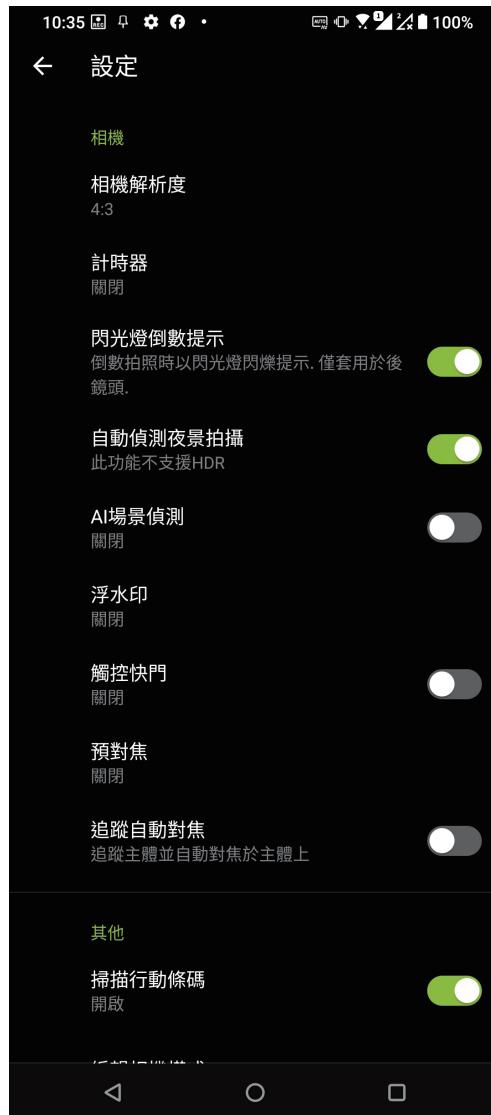 10:35 100%
設定
相機
相機解析度
4:3
計時器
關閉
閃光燈倒數提示
倒數拍照時以閃光燈閃爍提示. 僅套用於後
鏡頭.
自動偵測夜景拍攝
此功能不支援HDR
AI場景偵測
關閉
浮水印
關閉
觸控快門
關閉
預對焦
關閉
追蹤自動對焦
追蹤主體並自動對焦於主體上
其他
掃描行動條碼
開啟